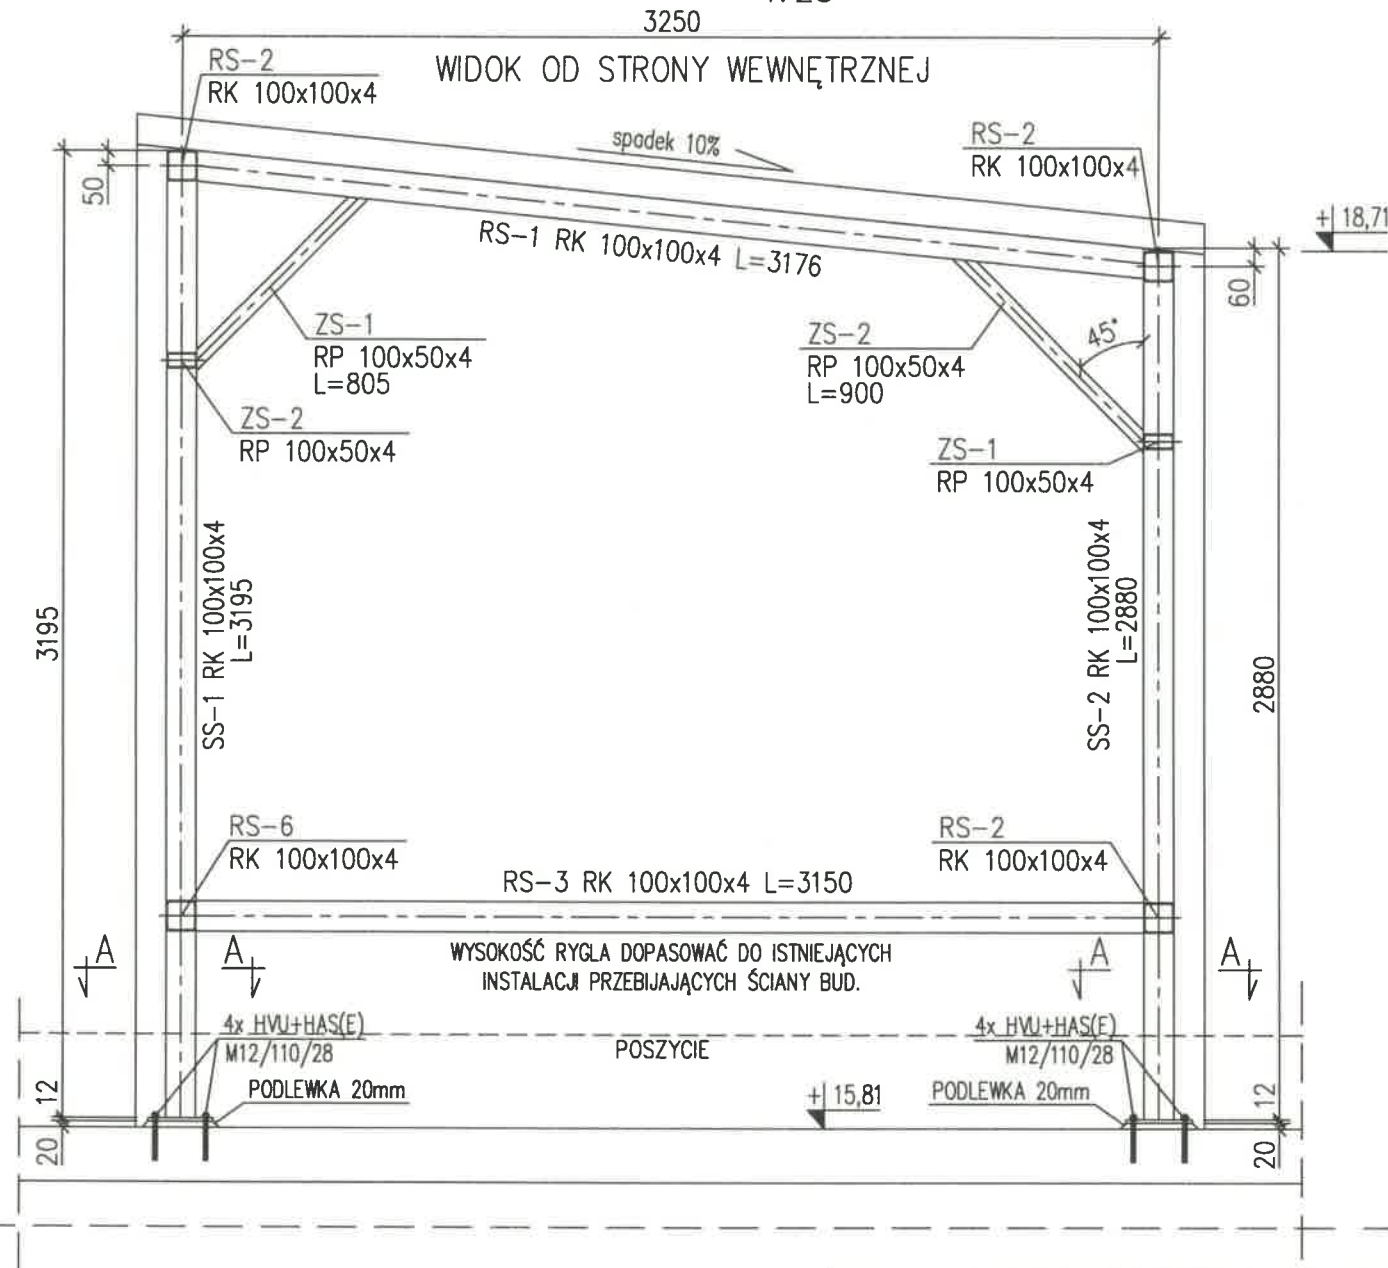 3250
WIDOK OD STRONY WEWNĘTRZNEJ
RS-2
RK 100x100x4
spadek 10%
RS-2
RK 100x100x4
+ 18,71
50
60
RS-1 RK 100x100x4 L=3176
ZS-1
RP 100x50x4
L=805
ZS-2
RP 100x50x4
L=900
45°
ZS-2
RP 100x50x4
ZS-1
RP 100x50x4
3195
SS-1 RK 100x100x4
L=3195
SS-2 RK 100x100x4
L=2880
2880
RS-6
RK 100x100x4
RS-2
RK 100x100x4
RS-3 RK 100x100x4 L=3150
WYSOKOŚĆ RYGLA DOPASOWAĆ DO ISTNIEJĄCYCH
INSTALACJI PRZEBIJAJĄCYCH ŚCIANY BUD.
A
A
A
A
4x HVU+HAS(E)
M12/110/28
POSZYCIE
4x HVU+HAS(E)
M12/110/28
PODLEWKA 20mm
+ 15,81
PODLEWKA 20mm
12
20
12
20